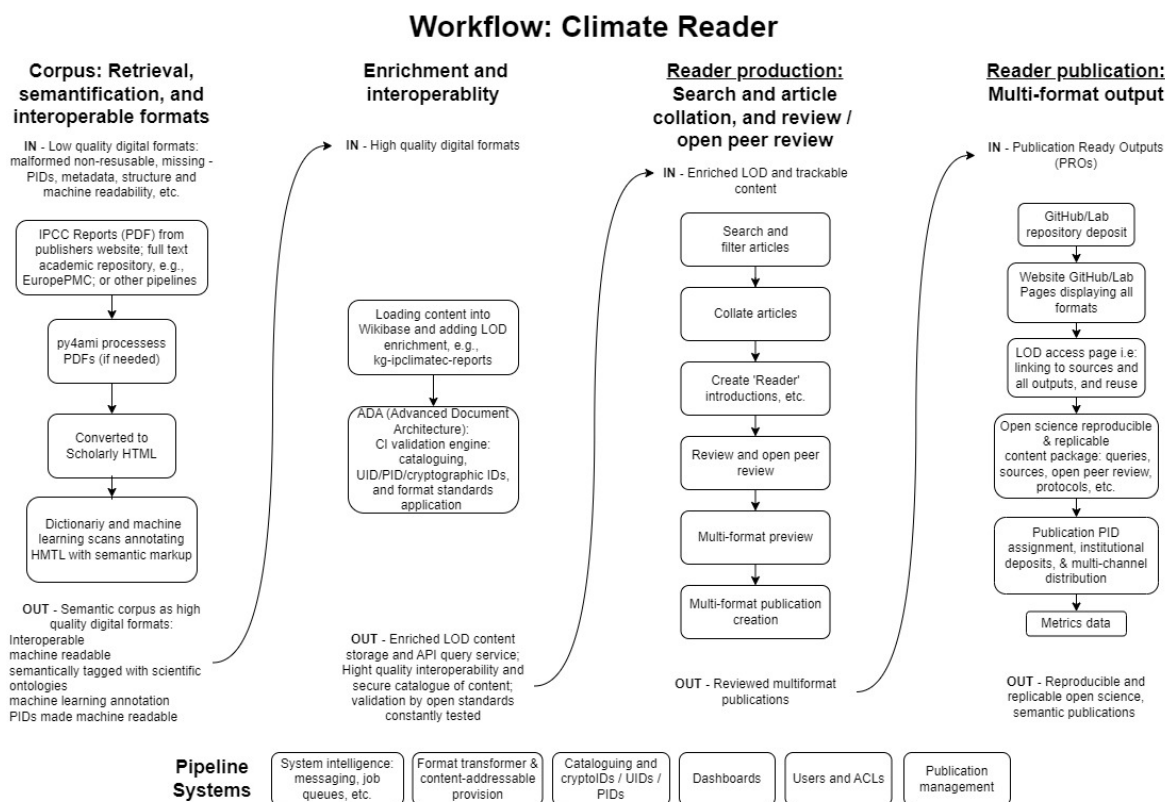 Workflow: Climate Reader
Corpus: Retrieval,
semantification, and
interoperable formats
IN - Low quality digital formats:
malformed non-resusable, missing -
PIDs, metadata, structure and
machine readability, etc.
IPCC Reports (PDF) from
publishers website; full text
academic repository, e.g.,
EuropePMC; or other pipelines
py4ami processess
PDFs (if needed)
Converted to
Scholarly HTML
Dictionariy and machine
learning scans annotating
HMTL with semantic markup
OUT - Semantic corpus as high
quality digital formats:
Interoperable
machine readable
semantically tagged with scientific
ontologies
machine learning annotation
PIDs made machine readable
Enrichment and
interoperablity
IN - High quality digital formats
Loading content into
Wikibase and adding LOD
enrichment, e.g.,
kg-ipclimatec-reports
ADA (Advanced Document
Architecture):
CI validation engine:
cataloguing,
UID/PID/cryptographic IDs,
and format standards
application
OUT - Enriched LOD content
storage and API query service;
Hight quality interoperability and
secure catalogue of content;
validation by open standards
constantly tested
Reader production:
Search and article
collation, and review /
open peer review
IN - Enriched LOD and trackable
content
Search and
filter articles
Collate articles
Create 'Reader'
introductions, etc.
Review and open peer
review
Multi-format preview
Multi-format publication
creation
OUT - Reviewed multiformat
publications
Reader publication:
Multi-format output
IN - Publication Ready Outputs
(PROs)
GitHub/Lab
repository deposit
Website GitHub/Lab
Pages displaying all
formats
LOD access page i.e:
linking to sources and
all outputs, and reuse
Open science reproducible
& replicable
content package: queries,
sources, open peer review,
protocols, etc.
Publication PID
assignment, institutional
deposits, & multi-channel
distribution
Metrics data
OUT - Reproducible and
replicable open science,
semantic publications
Pipeline
Systems
System intelligence:
messaging, job
queues, etc.
Format transformer &
content-addressable
provision
Cataloguing and
cryptoIDs / UIDs /
PIDs
Dashboards
Users and ACLs
Publication
management